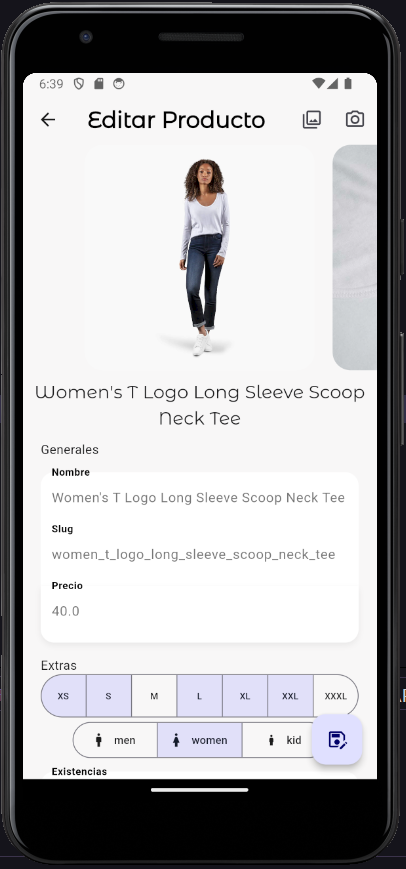 6:39
Editar Producto
Women's T Logo Long Sleeve Scoop
Neck Tee
Generales
Nombre
Women's T Logo Long Sleeve Scoop Neck Tee
Slug
women_t_logo_long_sleeve_scoop_neck_tee
Precio
40.0
Extras
XS S M L XL XXL XXXL
men women kid
Existencias